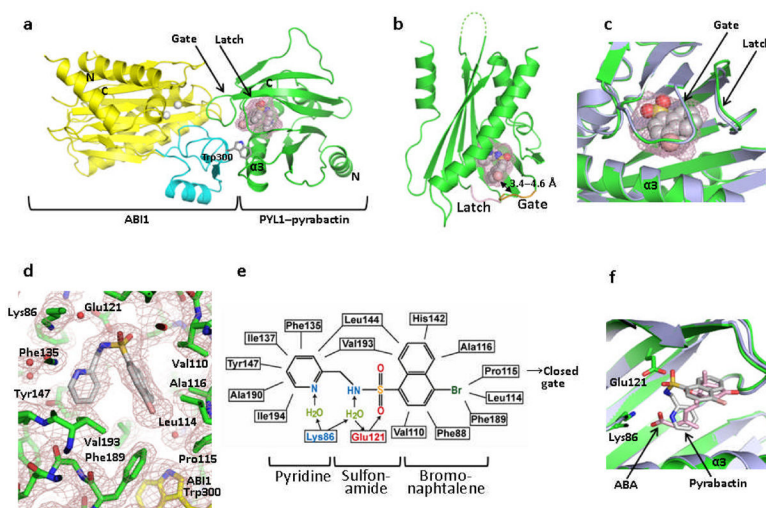 a
Gate
Latch
N
C
C
Trp300
α3
N
ABI1
PYL1–pyrabactin
b
3.4–4.6 Å
Latch
Gate
c
Gate
Latch
α3
d
Lys86
Glu121
Phe135
Val110
Tyr147
Ala116
Leu114
Val193
Phe189
Pro115
ABI1
Trp300
e
Phe135
Leu144
His142
Ile137
Val193
Ala116
Tyr147
Pro115
→Closed
gate
Ala190
N
HN
S
O
O
Br
Leu114
Ile194
H2O
H2O
Phe189
Lys86
Glu121
Val110
Phe88
Pyridine
Sulfon-
amide
Bromo-
naphtalene
f
Glu121
Lys86
α3
ABA
Pyrabactin